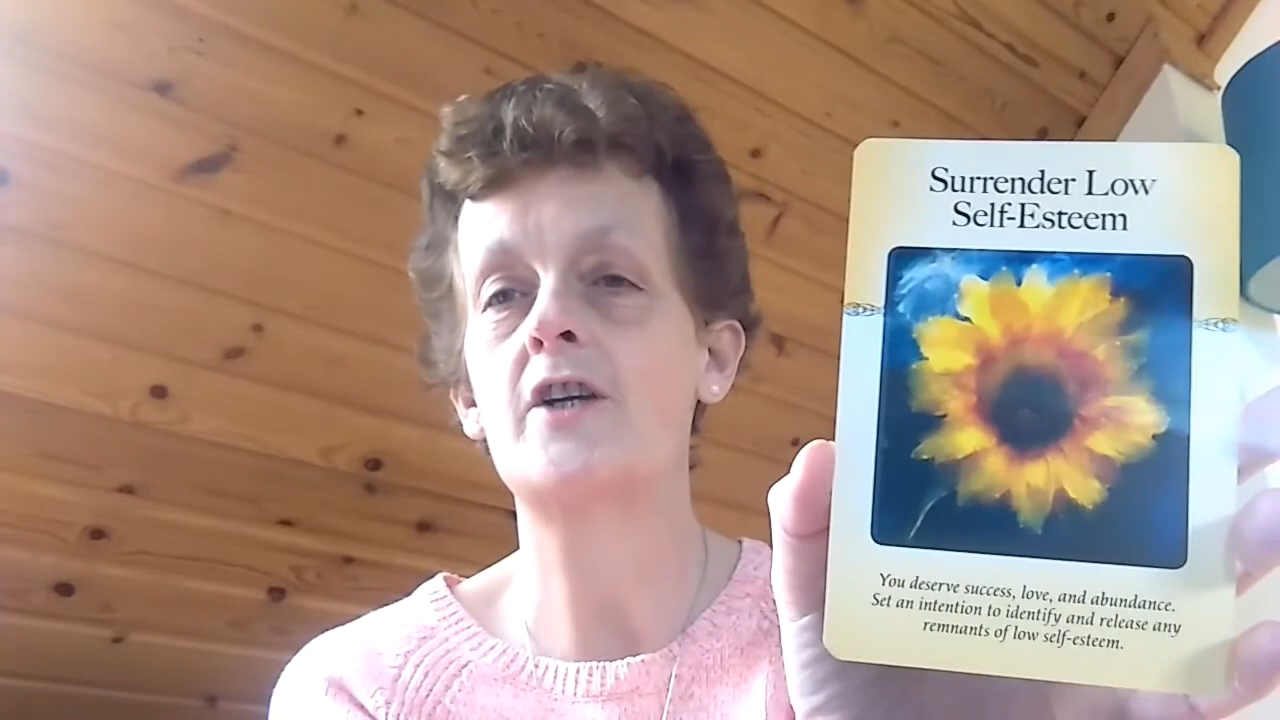 Surrender Low
Self-Esteem
You deserve success, love, and abundance.
Set an intention to identify and release any
remnants of low self-esteem.